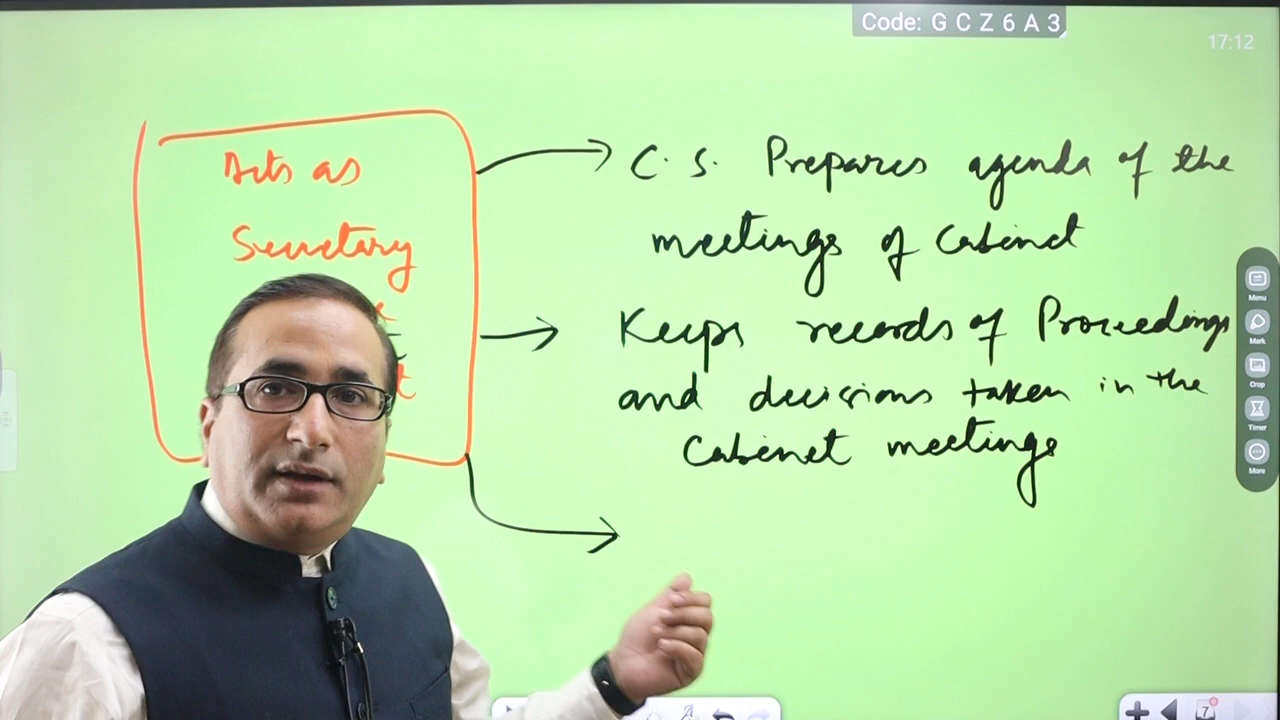 Code: G C Z 6 A 3
17:12
Acts as
Secretary
C. S. Prepares agenda of the
meetings of Cabinet
Keeps records of Proceedings
and decisions taken in the
Cabinet meetings
Menu
Mark
Crop
Timer
More
7